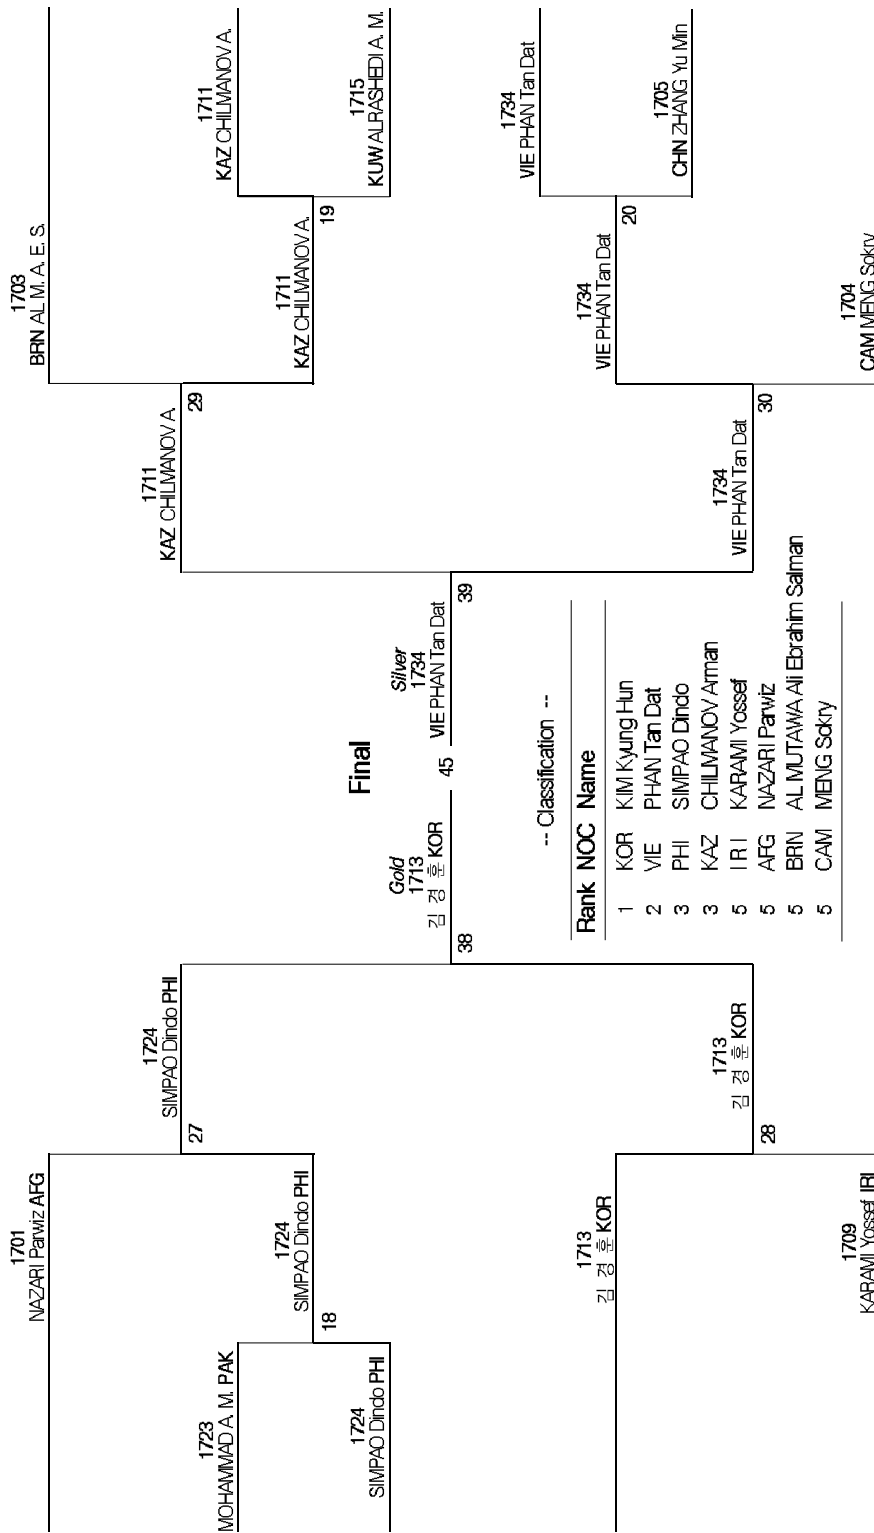 1701
NAZARI Parwiz AFG
1723
MOHAMMAD A. M. PAK
1724
SIMPAO Dindo PHI
18
1724
SIMPAO Dindo PHI
27
1724
SIMPAO Dindo PHI
1713
김 경 훈 KOR
1709
KARAMI Yossef IRI
28
1713
김 경 훈 KOR
38
Gold
1713
김 경 훈 KOR
Final
45
Silver
1734
VIE PHAN Tan Dat
39
-- Classification --
Rank NOC Name
1 KOR KIM Kyung Hun
2 VIE PHAN Tan Dat
3 PHI SIMPAO Dindo
3 KAZ CHILMANOV Arman
5 I R I KARAMI Yossef
5 AFG NAZARI Parwiz
5 BRN AL MUTAWA Ali Ebrahim Salman
5 CAM MENG Sokry
1711
KAZ CHILMANOV A.
29
1703
BRN AL M. A. E. S.
1711
KAZ CHILMANOV A.
19
1711
KAZ CHILMANOV A.
1715
KUW ALRASHEDI A. M.
1734
VIE PHAN Tan Dat
30
1734
VIE PHAN Tan Dat
20
1734
VIE PHAN Tan Dat
1705
CHN ZHANG Yu Min
1704
CAM MENG Sokry